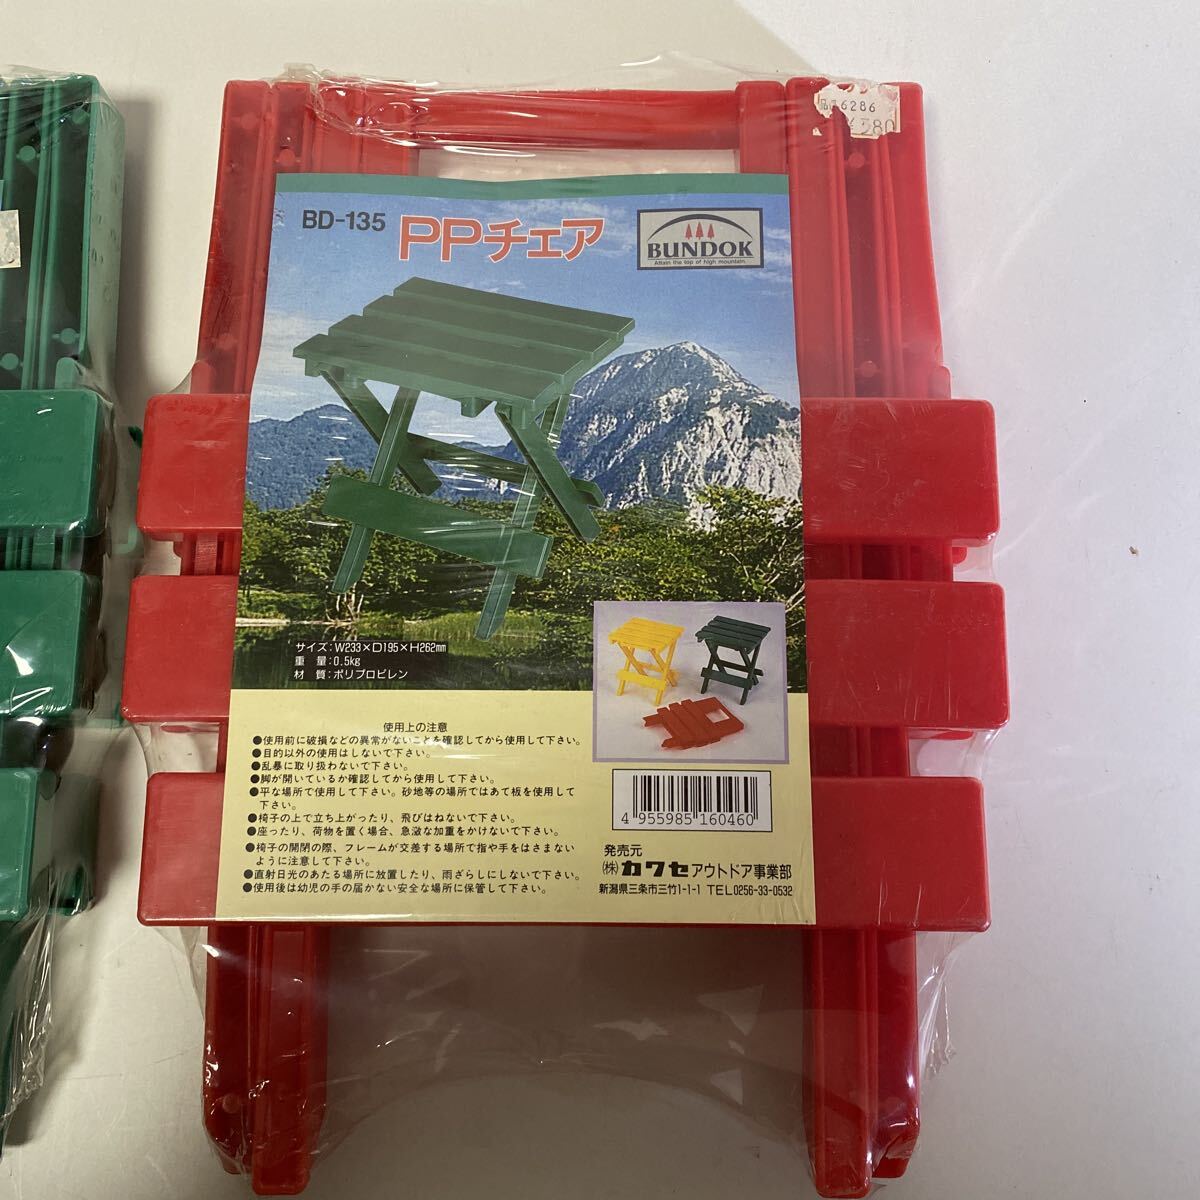 6286
BD-135 PPチェア
BUNDOK
Attain the top of high mountain.
サイズ:W233×D195×H262mm
重 量:0.5kg
材 質:ポリプロピレン
使用上の注意
●使用前に破損などの異常がないことを確認してから使用して下さい。
●目的以外の使用はしないで下さい。
●乱暴に取り扱わないで下さい。
●脚が開いているか確認してから使用して下さい。
●平な場所で使用して下さい。砂地等の場所ではあて板を使用して
下さい。
●椅子の上で立ち上がったり、飛びはねないで下さい。
●座ったり、荷物を置く場合、急激な加重をかけないで下さい。
●椅子の開閉の際、フレームが交差する場所で指や手をはさまない
ように注意して下さい。
●直射日光のあたる場所に放置したり、雨ざらしにしないで下さい。
●使用後は幼児の手の届かない安全な場所に保管して下さい。
4 955985 160460
発売元
(株)カワセ アウトドア事業部
新潟県三条市三竹1-1-1 TEL0256-33-0532